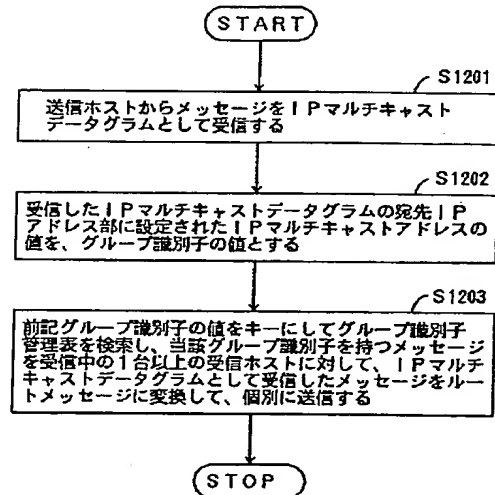 START
S1201
送信ホストからメッセージをIPマルチキャスト
データグラムとして受信する
S1202
受信したIPマルチキャストデータグラムの宛先IP
アドレス部に設定されたIPマルチキャストアドレスの
値を、グループ識別子の値とする
S1203
前記グループ識別子の値をキーにしてグループ識別子
管理表を検索し、当該グループ識別子を持つメッセージ
を受信中の1台以上の受信ホストに対して、IPマルチ
キャストデータグラムとして受信したメッセージをルー
トメッセージに変換して、個別に送信する
STOP